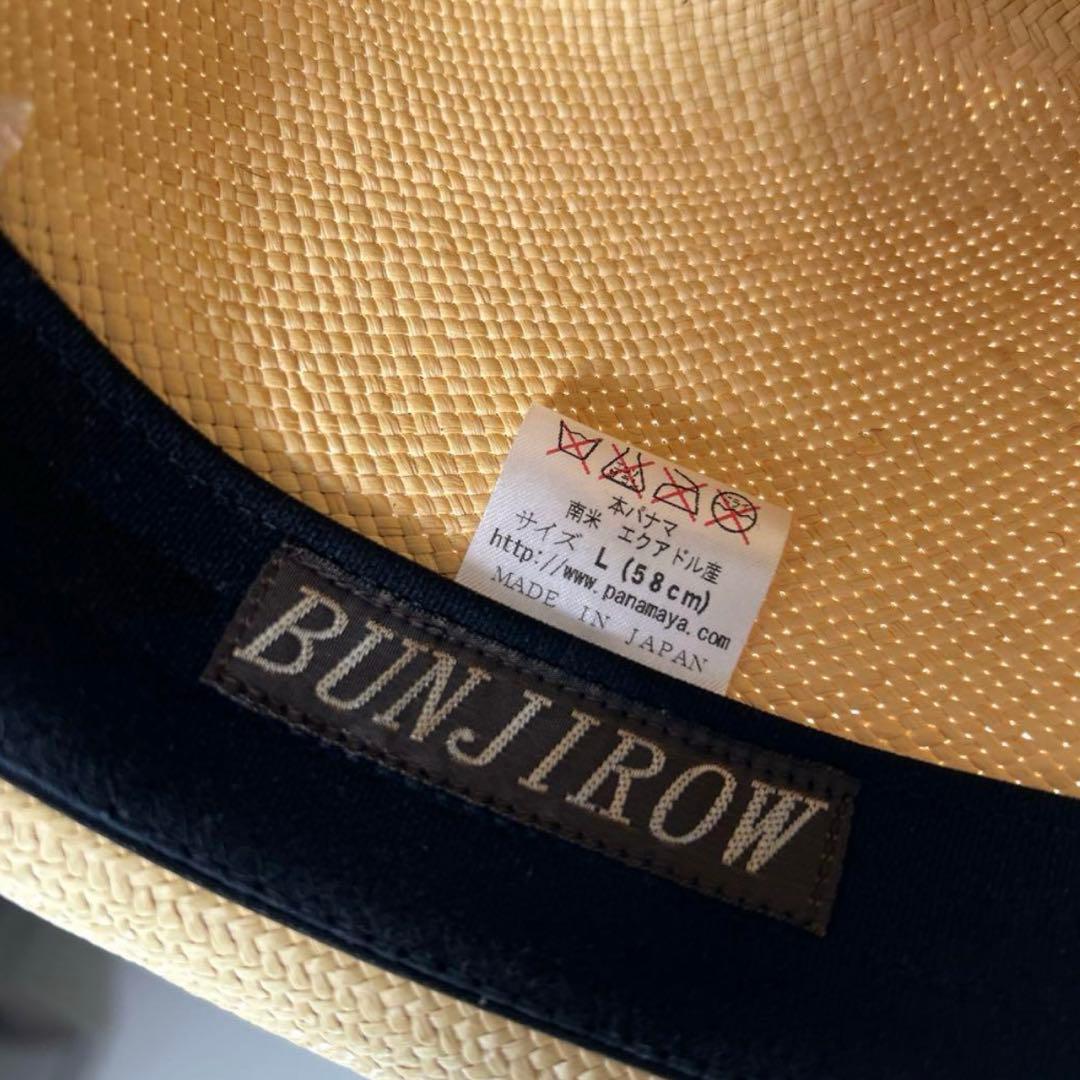 本パナマ
南米 エクアドル産
サイズ L (58cm)
http://www.panamaya.com
MADE IN JAPAN
BUNJIROW